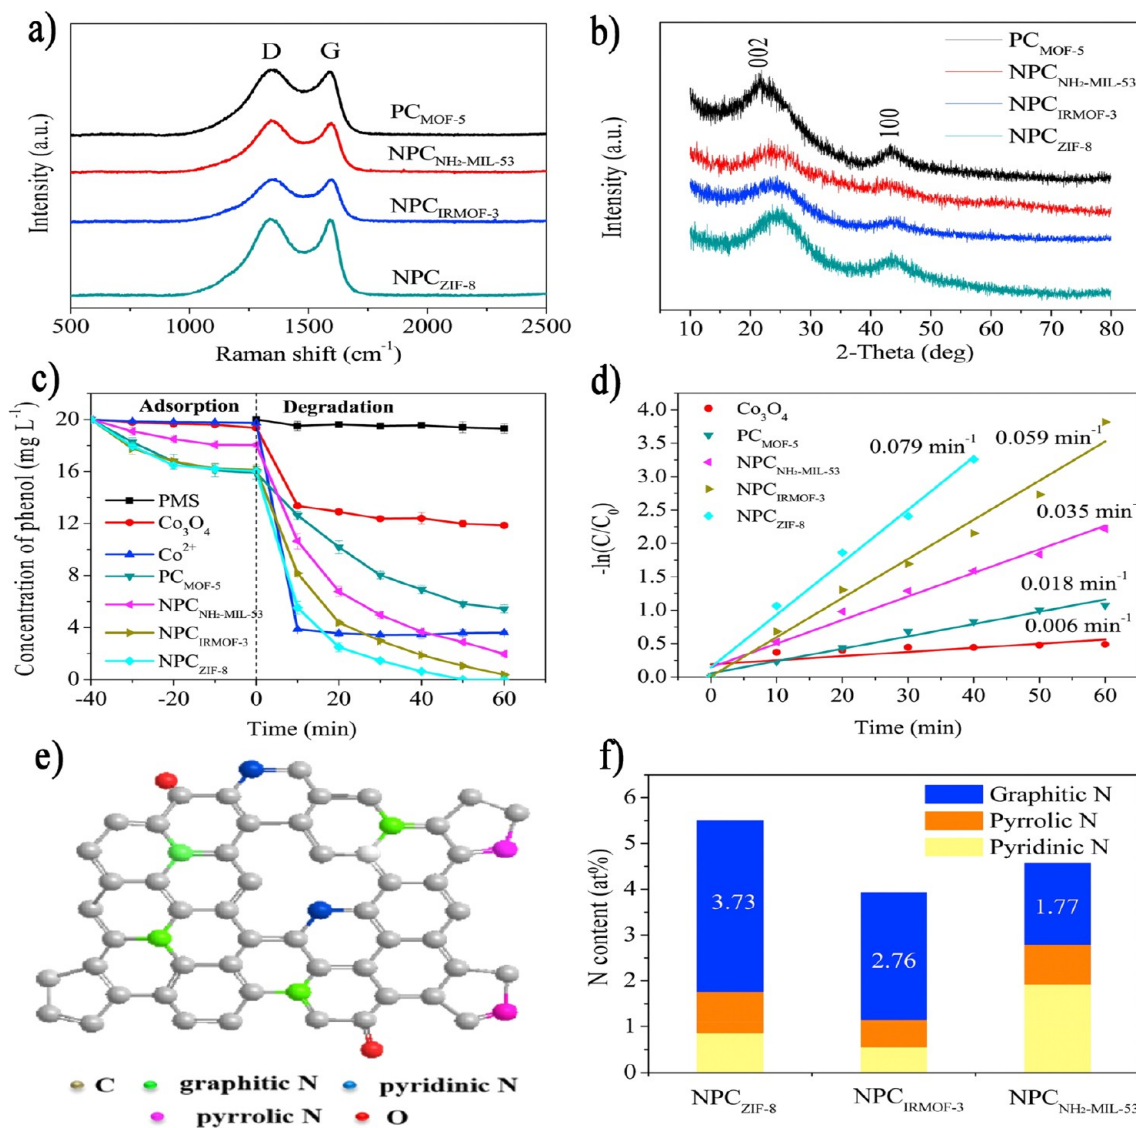 a)
D G
PC_MOF-5
NPC_NH₂-MIL-53
NPC_IRMOF-3
NPC_ZIF-8
Intensity (a.u.)
500 1000 1500 2000 2500
Raman shift (cm⁻¹)
b)
002
100
PC_MOF-5
NPC_NH₂-MIL-53
NPC_IRMOF-3
NPC_ZIF-8
Intensity (a.u.)
10 20 30 40 50 60 70 80
2-Theta (deg)
c)
Adsorption Degradation
PMS
Co₃O₄
Co²⁺
PC_MOF-5
NPC_NH₂-MIL-53
NPC_IRMOF-3
NPC_ZIF-8
Concentration of phenol (mg L⁻¹)
20
16
12
8
4
0
-40 -20 0 20 40 60
Time (min)
d)
Co₃O₄
PC_MOF-5
NPC_NH₂-MIL-53
NPC_IRMOF-3
NPC_ZIF-8
0.079 min⁻¹
0.059 min⁻¹
0.035 min⁻¹
0.018 min⁻¹
0.006 min⁻¹
-ln(C/C₀)
4.0
3.5
3.0
2.5
2.0
1.5
1.0
0.5
0.0
0 10 20 30 40 50 60
Time (min)
e)
C graphitic N pyridinic N
pyrrolic N O
f)
Graphitic N
Pyrrolic N
Pyridinic N
3.73
2.76
1.77
N content (at%)
6
5
4
3
2
1
0
NPC_ZIF-8 NPC_IRMOF-3 NPC_NH₂-MIL-53